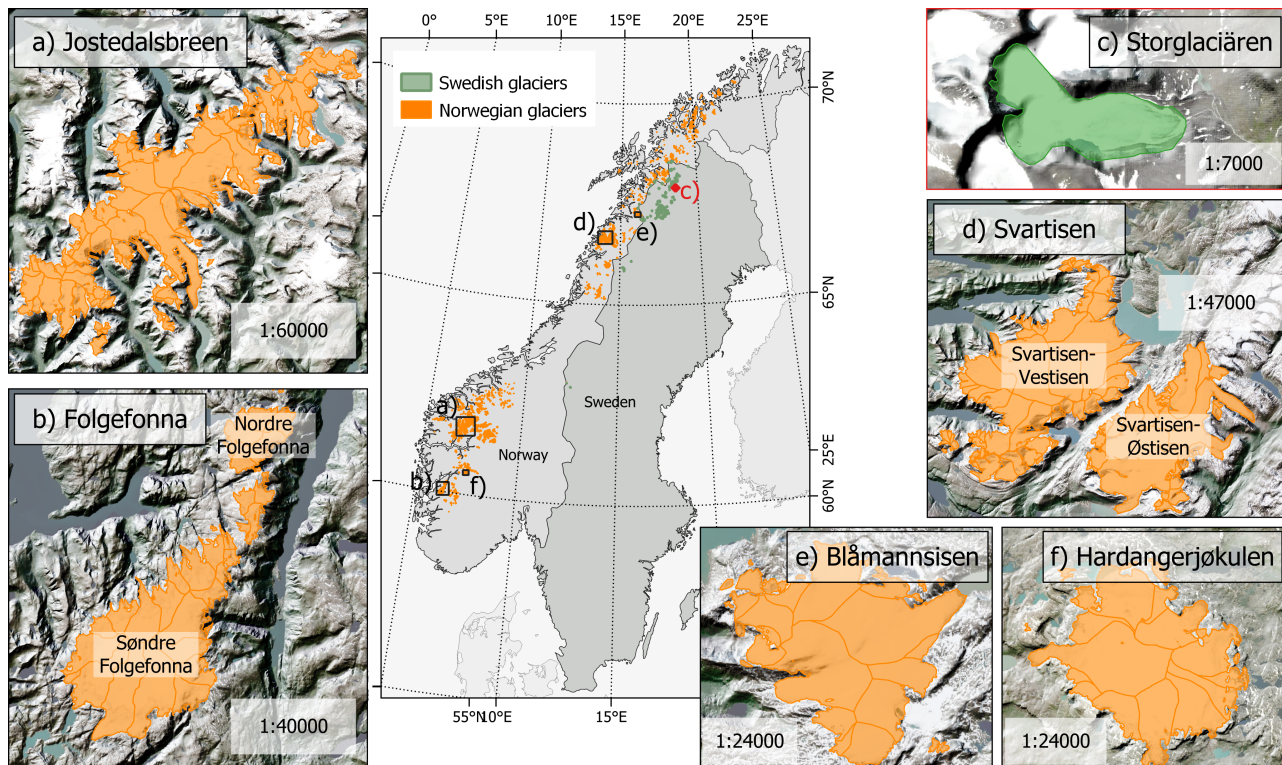 a) Jostedalsbreen
1:60000
b) Folgefonna
Nordre
Folgefonna
Søndre
Folgefonna
1:40000
0° 5°E 10°E 15°E 20°E 25°E
Swedish glaciers
Norwegian glaciers
70°N
c)
d)
e)
65°N
Sweden
a)
Norway
25°E
b)
f)
60°N
55°N 10°E 15°E
c) Storglaciären
1:7000
d) Svartisen
1:47000
Svartisen-
Vestisen
Svartisen-
Østisen
e) Blåmannsisen
1:24000
f) Hardangerjøkulen
1:24000